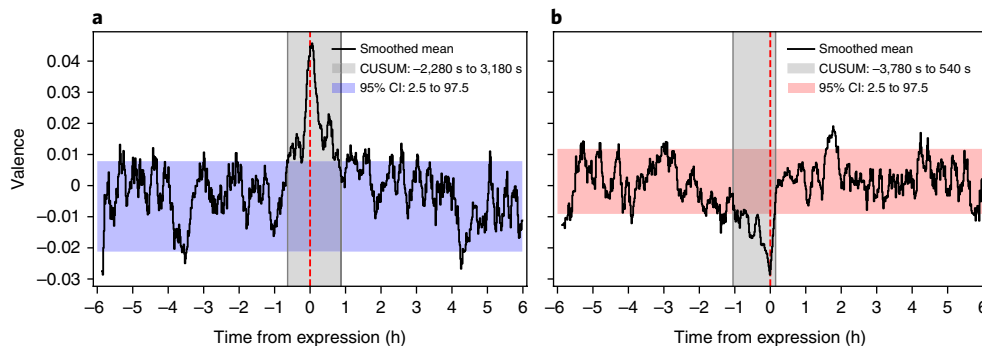 a
Smoothed mean
CUSUM: –2,280 s to 3,180 s
95% CI: 2.5 to 97.5
Valence
0.04
0.03
0.02
0.01
0
–0.01
–0.02
–0.03
–6 –5 –4 –3 –2 –1 0 1 2 3 4 5 6
Time from expression (h)
b
Smoothed mean
CUSUM: –3,780 s to 540 s
95% CI: 2.5 to 97.5
–6 –5 –4 –3 –2 –1 0 1 2 3 4 5 6
Time from expression (h)